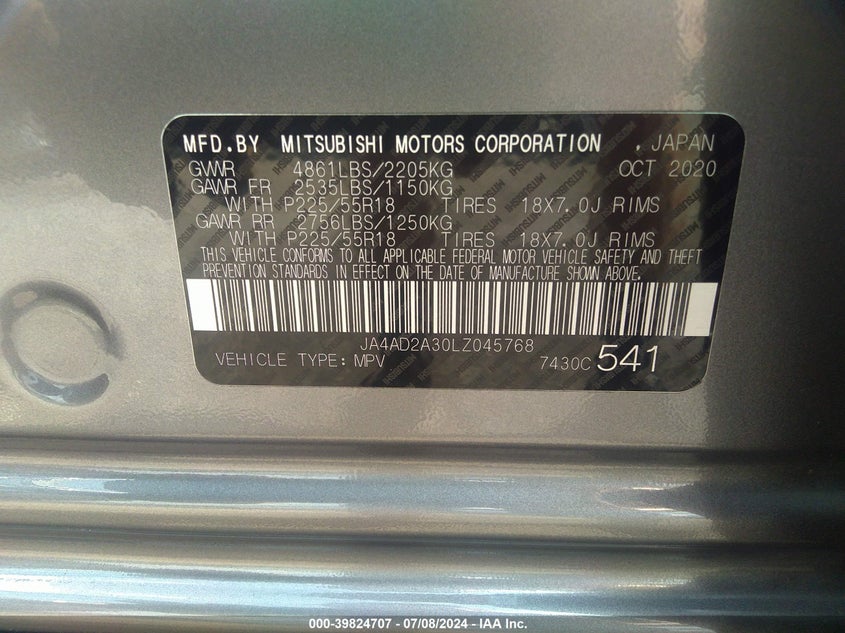 MFD.BY MITSUBISHI MOTORS CORPORATION , JAPAN
GVWR 4861LBS/2205KG OCT 2020
GAWR FR 2535LBS/1150KG
WITH P225/55R18 TIRES 18X7.0J RIMS
GAWR RR 2756LBS/1250KG
WITH P225/55R18 TIRES 18X7.0J RIMS
THIS VEHICLE CONFORMS TO ALL APPLICABLE FEDERAL MOTOR VEHICLE SAFETY AND THEFT
PREVENTION STANDARDS IN EFFECT ON THE DATE OF MANUFACTURE SHOWN ABOVE.
JA4AD2A30LZ045768
VEHICLE TYPE: MPV 7430C 541
000-39824707 - 07/08/2024 - IAA Inc.